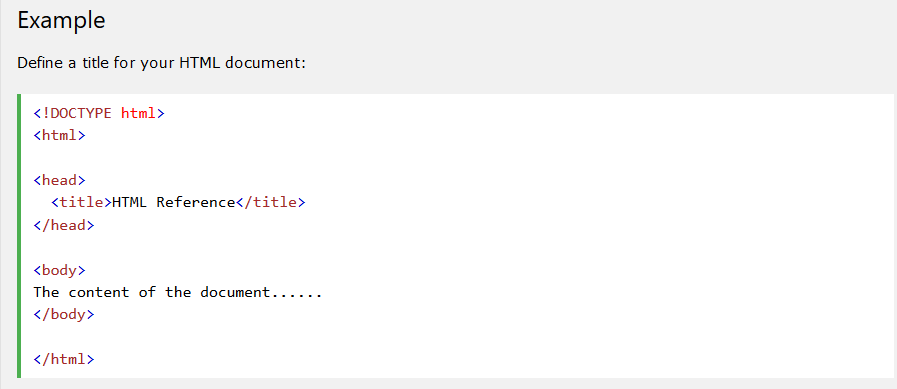 Example
Define a title for your HTML document:
<!DOCTYPE html>
<html>
<head>
<title>HTML Reference</title>
</head>
<body>
The content of the document......
</body>
</html>